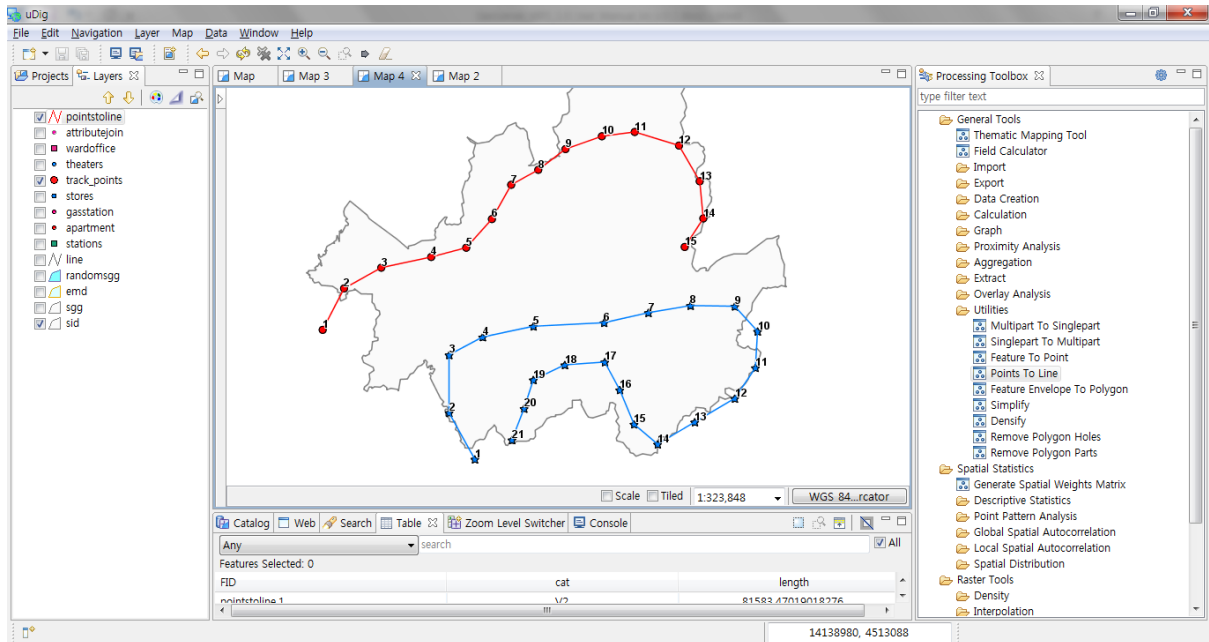 uDig
File Edit Navigation Layer Map Data Window Help
Projects Layers
pointstoline
attributejoin
wardoffice
theaters
track_points
stores
gasstation
apartment
stations
line
randomsgg
emd
sgg
sid
Map Map 3 Map 4 Map 2
1
2
3
4
5
6
7
8
9
10
11
12
13
14
15
1
2
3
4
5
6
7
8
9
10
11
12
13
14
15
16
17
18
19
20
21
Scale Tiled 1:323,848 WGS 84...rcator
Catalog Web Search Table Zoom Level Switcher Console
Any search All
Features Selected: 0
FID cat length
pointstoline.1 V2 81583.47019018276
Processing Toolbox
type filter text
General Tools
Thematic Mapping Tool
Field Calculator
Import
Export
Data Creation
Calculation
Graph
Proximity Analysis
Aggregation
Extract
Overlay Analysis
Utilities
Multipart To Singlepart
Singlepart To Multipart
Feature To Point
Points To Line
Feature Envelope To Polygon
Simplify
Densify
Remove Polygon Holes
Remove Polygon Parts
Spatial Statistics
Generate Spatial Weights Matrix
Descriptive Statistics
Point Pattern Analysis
Global Spatial Autocorrelation
Local Spatial Autocorrelation
Spatial Distribution
Raster Tools
Density
Interpolation
14138980, 4513088